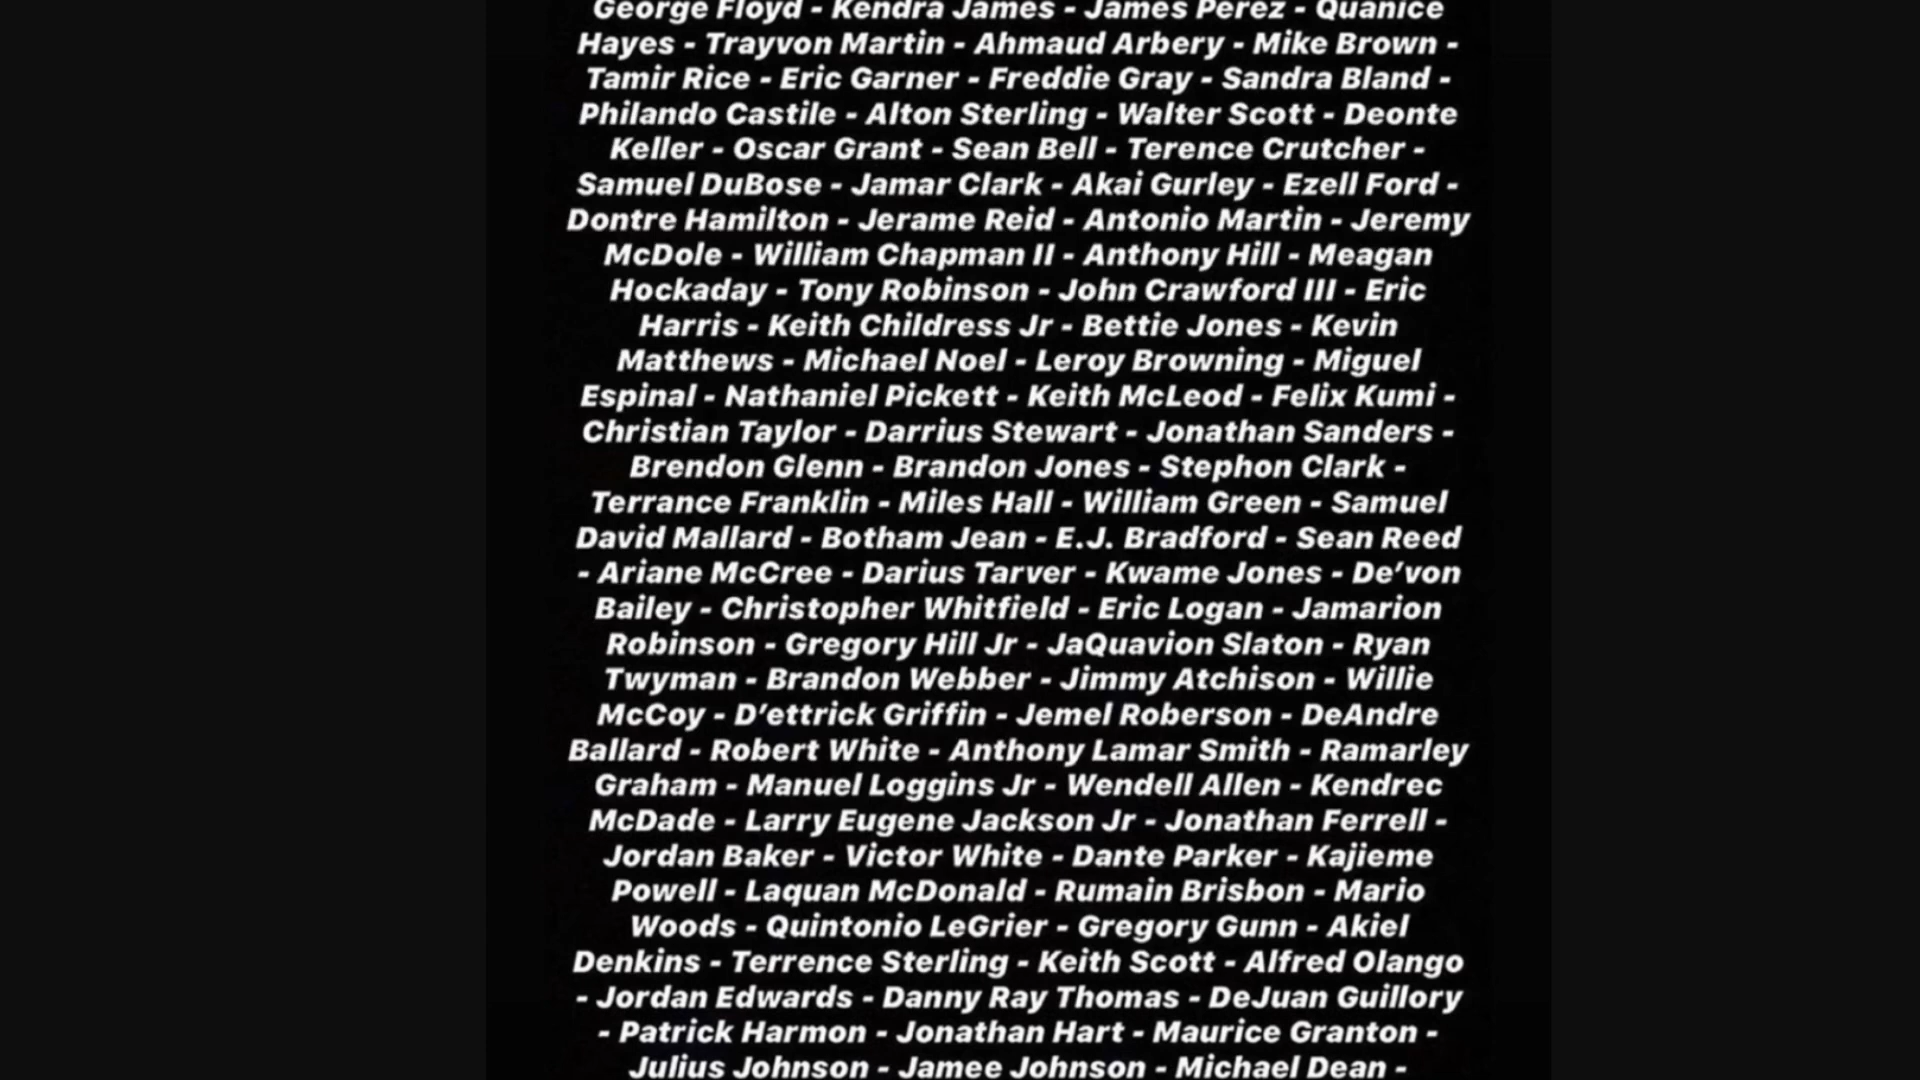 George Floyd - Kendra James - James Perez - Quanice
Hayes - Trayvon Martin - Ahmaud Arbery - Mike Brown -
Tamir Rice - Eric Garner - Freddie Gray - Sandra Bland -
Philando Castile - Alton Sterling - Walter Scott - Deonte
Keller - Oscar Grant - Sean Bell - Terence Crutcher -
Samuel DuBose - Jamar Clark - Akai Gurley - Ezell Ford -
Dontre Hamilton - Jerame Reid - Antonio Martin - Jeremy
McDole - William Chapman II - Anthony Hill - Meagan
Hockaday - Tony Robinson - John Crawford III - Eric
Harris - Keith Childress Jr - Bettie Jones - Kevin
Matthews - Michael Noel - Leroy Browning - Miguel
Espinal - Nathaniel Pickett - Keith McLeod - Felix Kumi -
Christian Taylor - Darrius Stewart - Jonathan Sanders -
Brendon Glenn - Brandon Jones - Stephon Clark -
Terrance Franklin - Miles Hall - William Green - Samuel
David Mallard - Botham Jean - E.J. Bradford - Sean Reed
- Ariane McCree - Darius Tarver - Kwame Jones - De’von
Bailey - Christopher Whitfield - Eric Logan - Jamarion
Robinson - Gregory Hill Jr - JaQuavion Slaton - Ryan
Twyman - Brandon Webber - Jimmy Atchison - Willie
McCoy - D’ettrick Griffin - Jemel Roberson - DeAndre
Ballard - Robert White - Anthony Lamar Smith - Ramarley
Graham - Manuel Loggins Jr - Wendell Allen - Kendrec
McDade - Larry Eugene Jackson Jr - Jonathan Ferrell -
Jordan Baker - Victor White - Dante Parker - Kajieme
Powell - Laquan McDonald - Rumain Brisbon - Mario
Woods - Quintonio LeGrier - Gregory Gunn - Akiel
Denkins - Terrence Sterling - Keith Scott - Alfred Olango
- Jordan Edwards - Danny Ray Thomas - DeJuan Guillory
- Patrick Harmon - Jonathan Hart - Maurice Granton -
Julius Johnson - Jamee Johnson - Michael Dean -